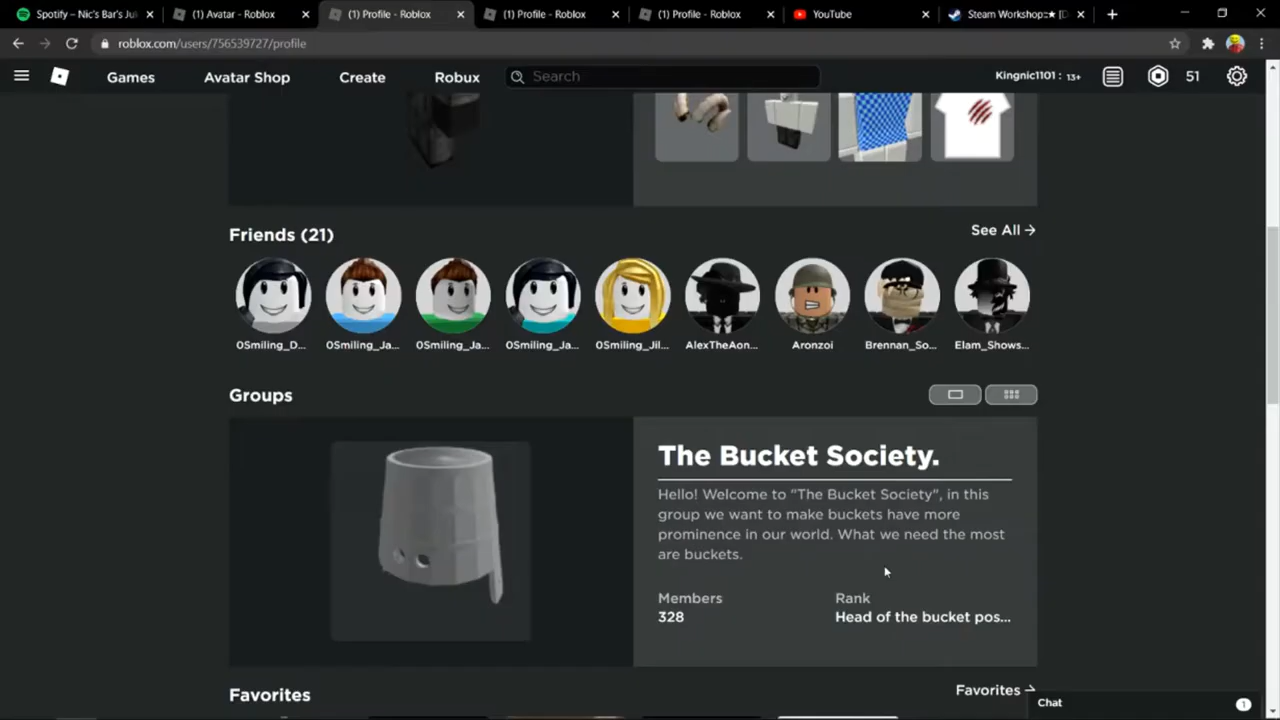 Spotify – Nic's Bar's Ju
(1) Avatar - Roblox
(1) Profile - Roblox
(1) Profile - Roblox
(1) Profile - Roblox
YouTube
Steam Workshop::★ [D
roblox.com/users/756539727/profile
Games
Avatar Shop
Create
Robux
Search
Kingnic1101 : 13+
51
Friends (21)
See All →
0Smiling_D...
0Smiling_Ja...
0Smiling_Ja...
0Smiling_Ja...
0Smiling_Jil...
AlexTheAon...
Aronzoi
Brennan_So...
Elam_Shows...
Groups
The Bucket Society.
Hello! Welcome to "The Bucket Society", in this
group we want to make buckets have more
prominence in our world. What we need the most
are buckets.
Members
328
Rank
Head of the bucket pos...
Favorites
Favorites →
Chat
1